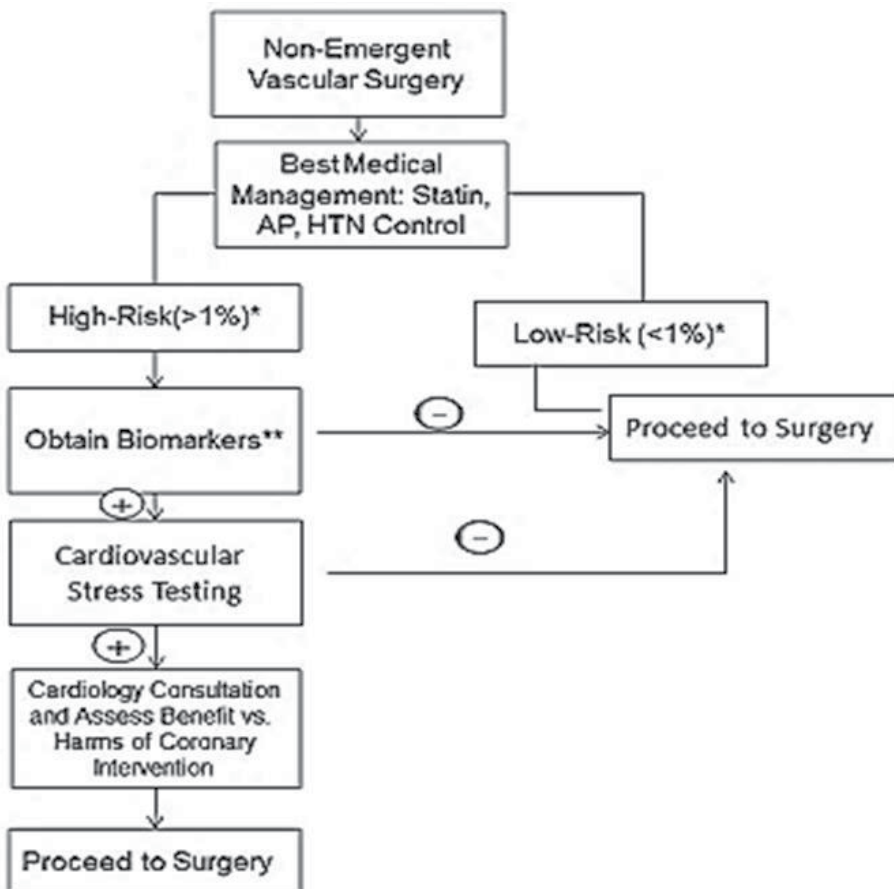 Non-Emergent
Vascular Surgery
Best Medical
Management: Statin,
AP, HTN Control
High-Risk(>1%)*
Low-Risk (<1%)*
Obtain Biomarkers**
−
Proceed to Surgery
+
Cardiovascular
Stress Testing
−
+
Cardiology Consultation
and Assess Benefit vs.
Harms of Coronary
Intervention
Proceed to Surgery